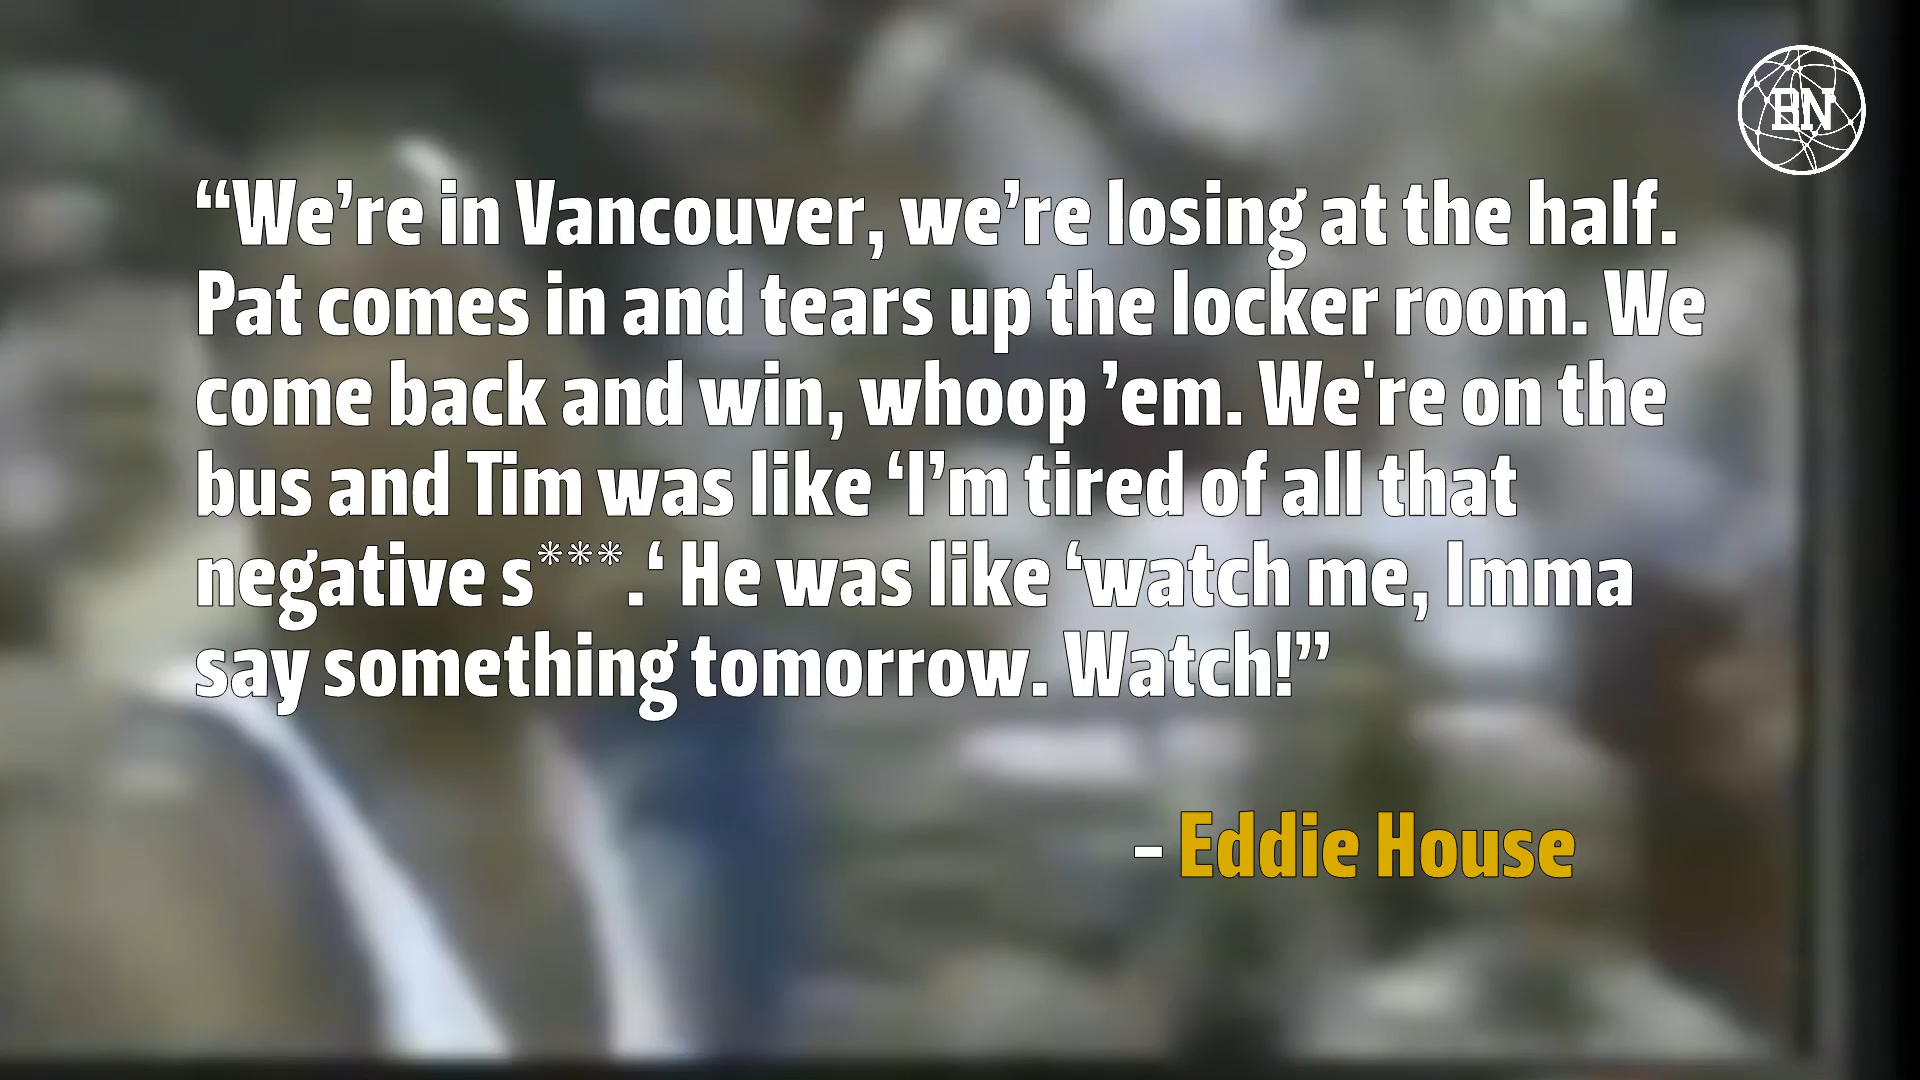 BN
“We’re in Vancouver, we’re losing at the half.
Pat comes in and tears up the locker room. We
come back and win, whoop ’em. We're on the
bus and Tim was like ‘I’m tired of all that
negative s***.‘ He was like ‘watch me, Imma
say something tomorrow. Watch!”
– Eddie House